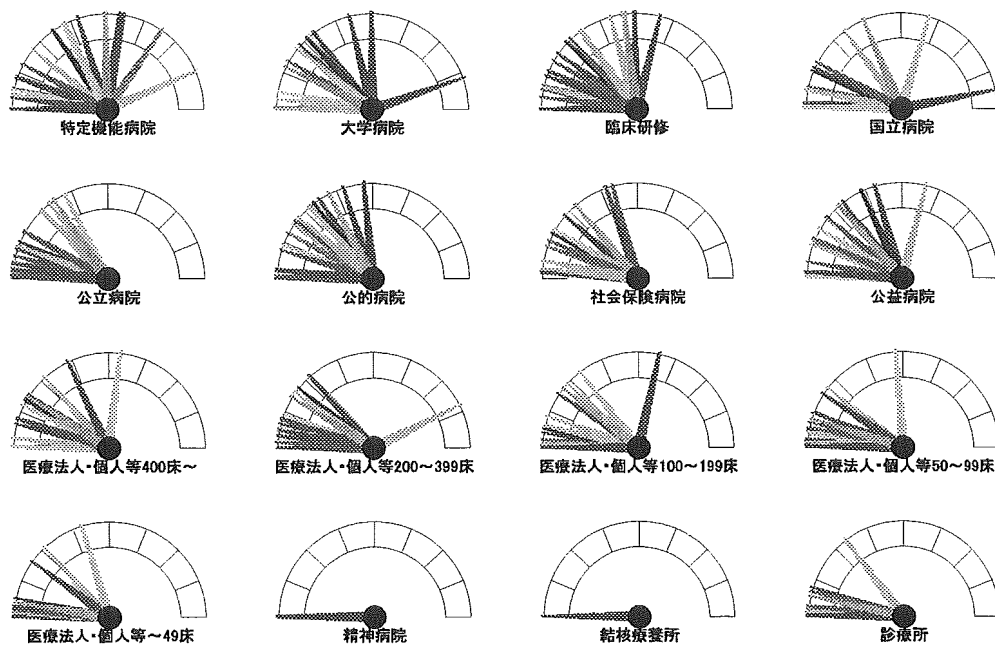 特定機能病院
大学病院
臨床研修
国立病院
公立病院
公的病院
社会保険病院
公益病院
医療法人・個人等400床～
医療法人・個人等200～399床
医療法人・個人等100～199床
医療法人・個人等50～99床
医療法人・個人等～49床
精神病院
結核療養所
診療所